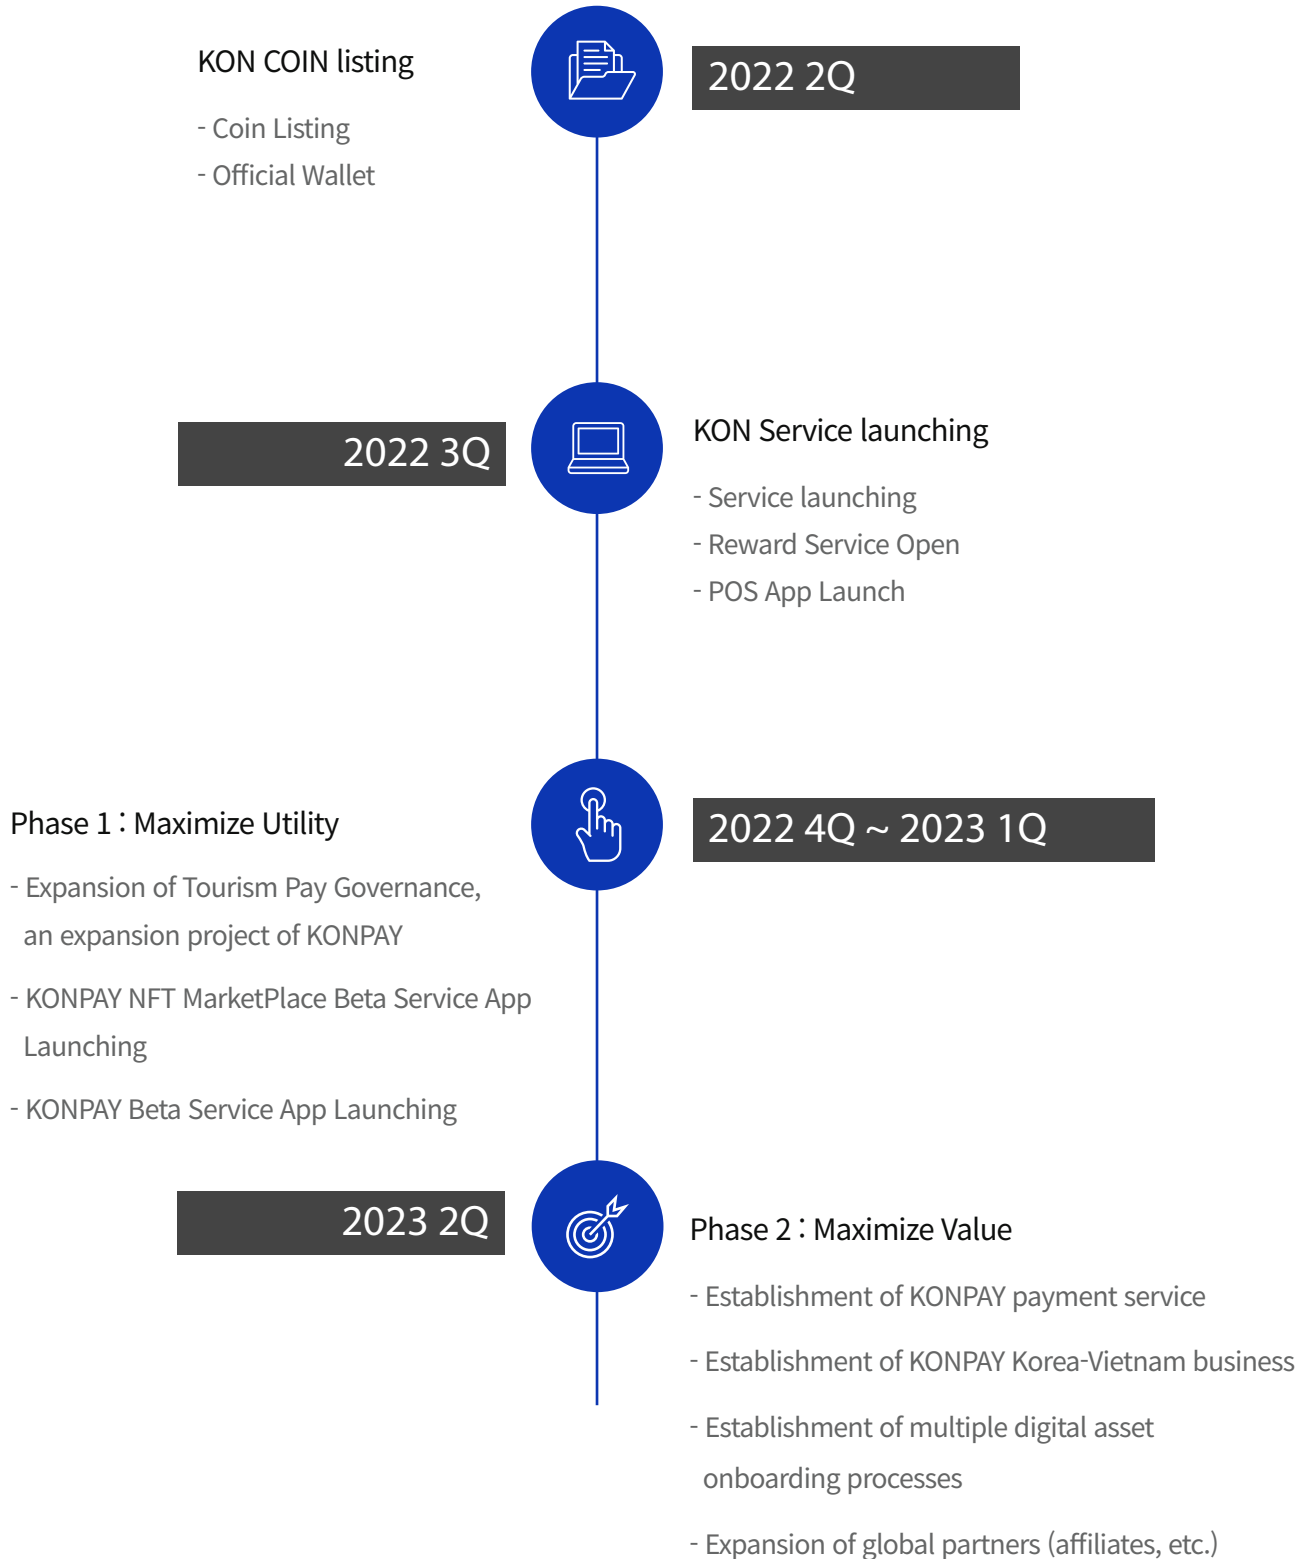 KON COIN listing
- Coin Listing
- Official Wallet
2022 2Q
2022 3Q
KON Service launching
- Service launching
- Reward Service Open
- POS App Launch
Phase 1 : Maximize Utility
- Expansion of Tourism Pay Governance,
an expansion project of KONPAY
- KONPAY NFT MarketPlace Beta Service App
Launching
- KONPAY Beta Service App Launching
2022 4Q ~ 2023 1Q
2023 2Q
Phase 2 : Maximize Value
- Establishment of KONPAY payment service
- Establishment of KONPAY Korea-Vietnam business
- Establishment of multiple digital asset
onboarding processes
- Expansion of global partners (affiliates, etc.)